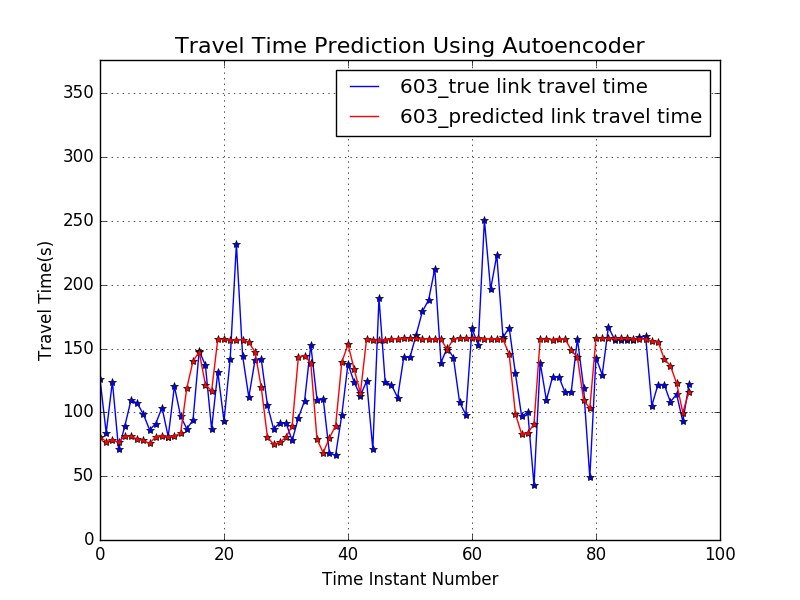 Travel Time Prediction Using Autoencoder
603_true link travel time
603_predicted link travel time
350
300
250
200
150
100
50
0
Travel Time(s)
0 20 40 60 80 100
Time Instant Number